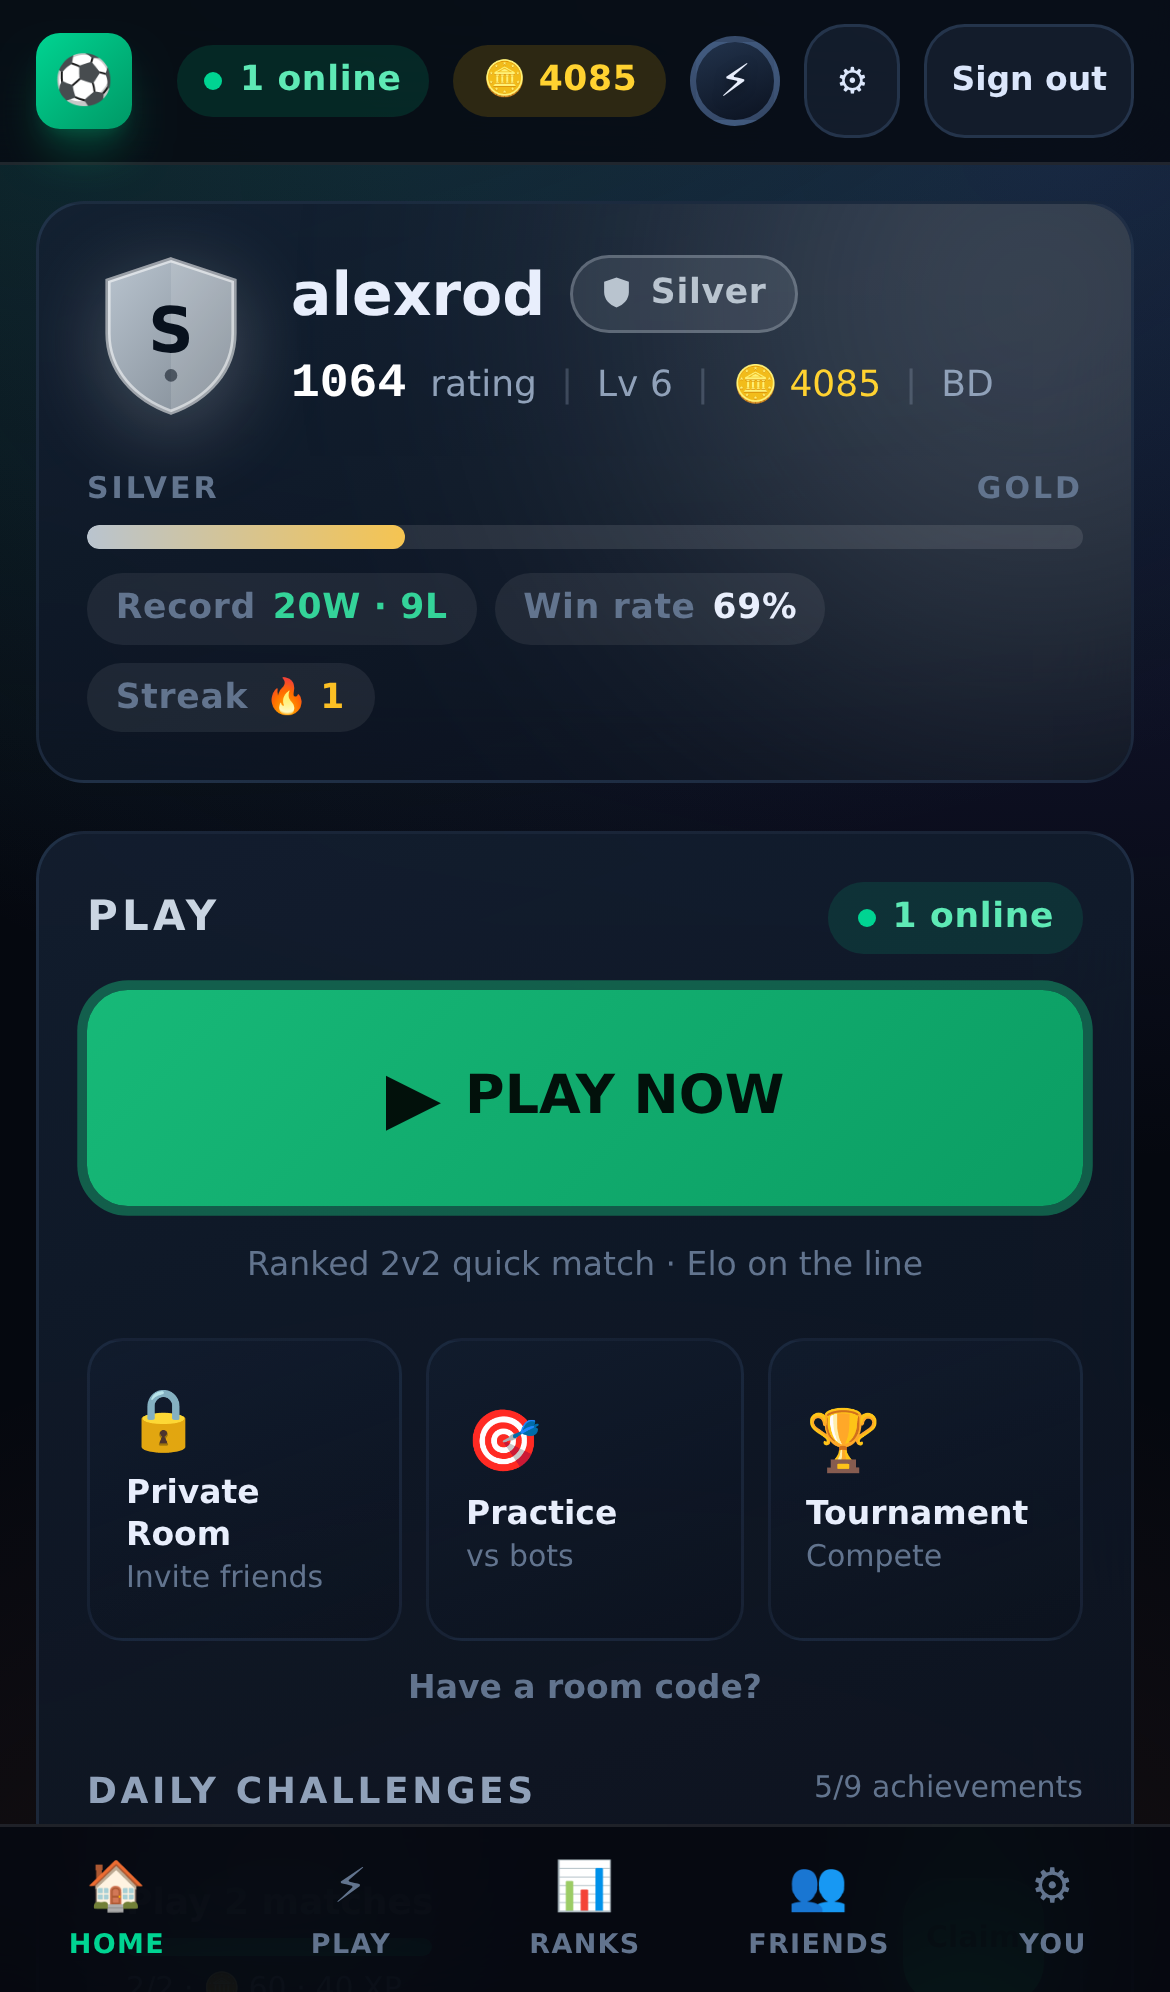 1 online
4085
Sign out
S
alexrod
Silver
1064 rating | Lv 6 | 4085 | BD
SILVER
GOLD
Record 20W · 9L
Win rate 69%
Streak 1
PLAY
1 online
PLAY NOW
Ranked 2v2 quick match · Elo on the line
Private
Room
Invite friends
Practice
vs bots
Tournament
Compete
Have a room code?
DAILY CHALLENGES
5/9 achievements
HOME
PLAY
RANKS
FRIENDS
YOU